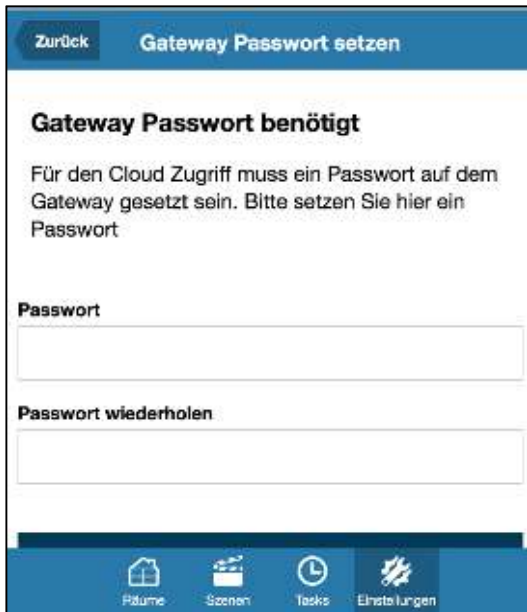 Zurück
Gateway Passwort setzen
Gateway Passwort benötigt
Für den Cloud Zugriff muss ein Passwort auf dem
Gateway gesetzt sein. Bitte setzen Sie hier ein
Passwort
Passwort
Passwort wiederholen
Räume
Szenen
Tasks
Einstellungen